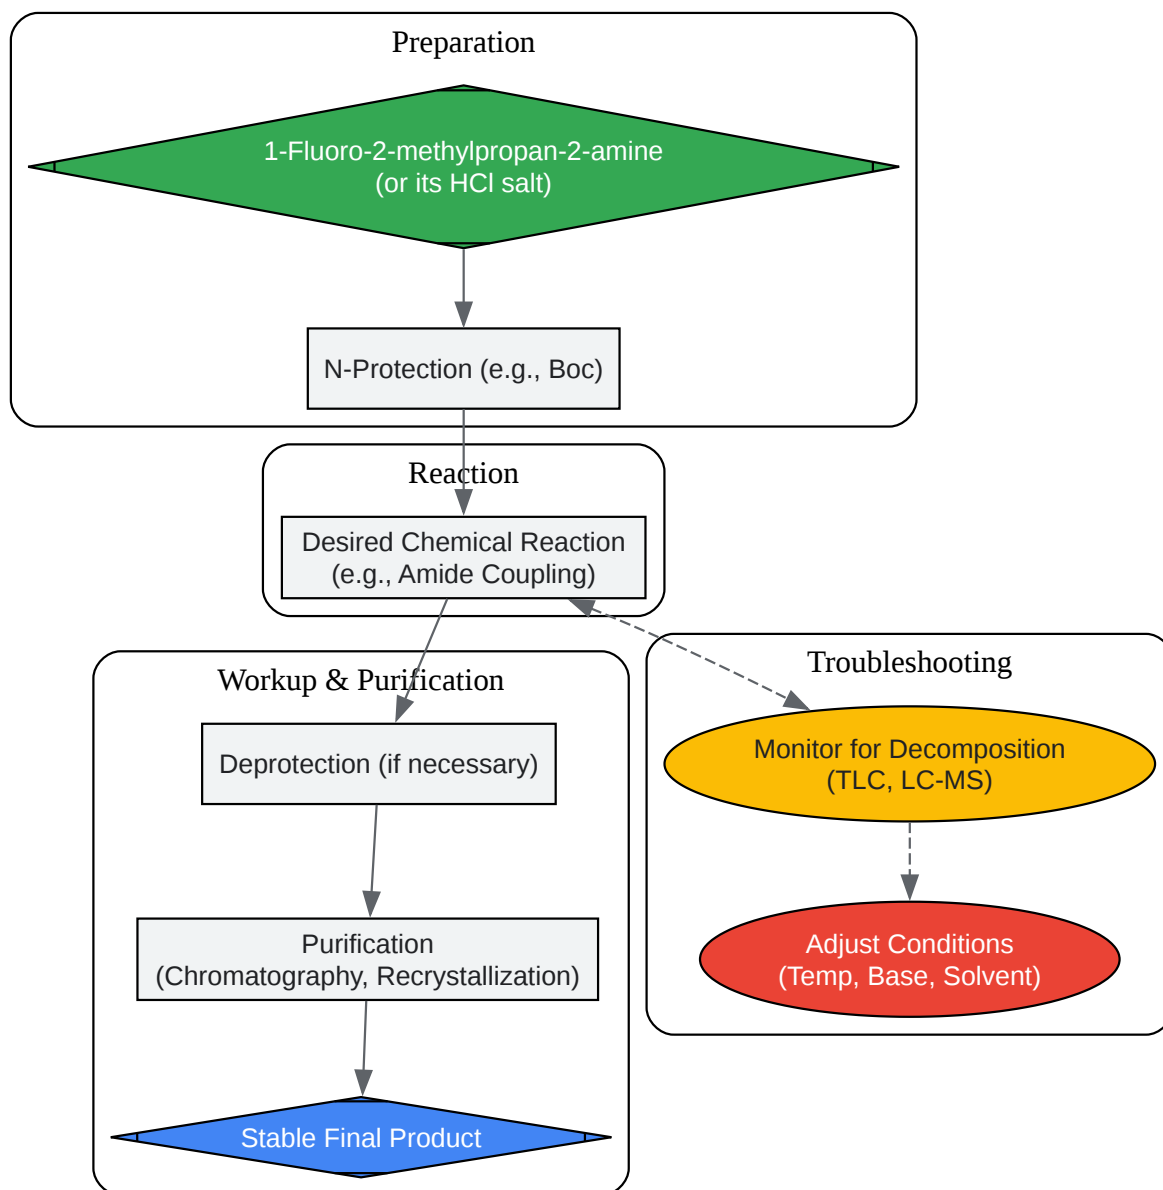 Preparation
1-Fluoro-2-methylpropan-2-amine
(or its HCl salt)
N-Protection (e.g., Boc)
Reaction
Desired Chemical Reaction
(e.g., Amide Coupling)
Workup & Purification
Deprotection (if necessary)
Purification
(Chromatography, Recrystallization)
Stable Final Product
Troubleshooting
Monitor for Decomposition
(TLC, LC-MS)
Adjust Conditions
(Temp, Base, Solvent)